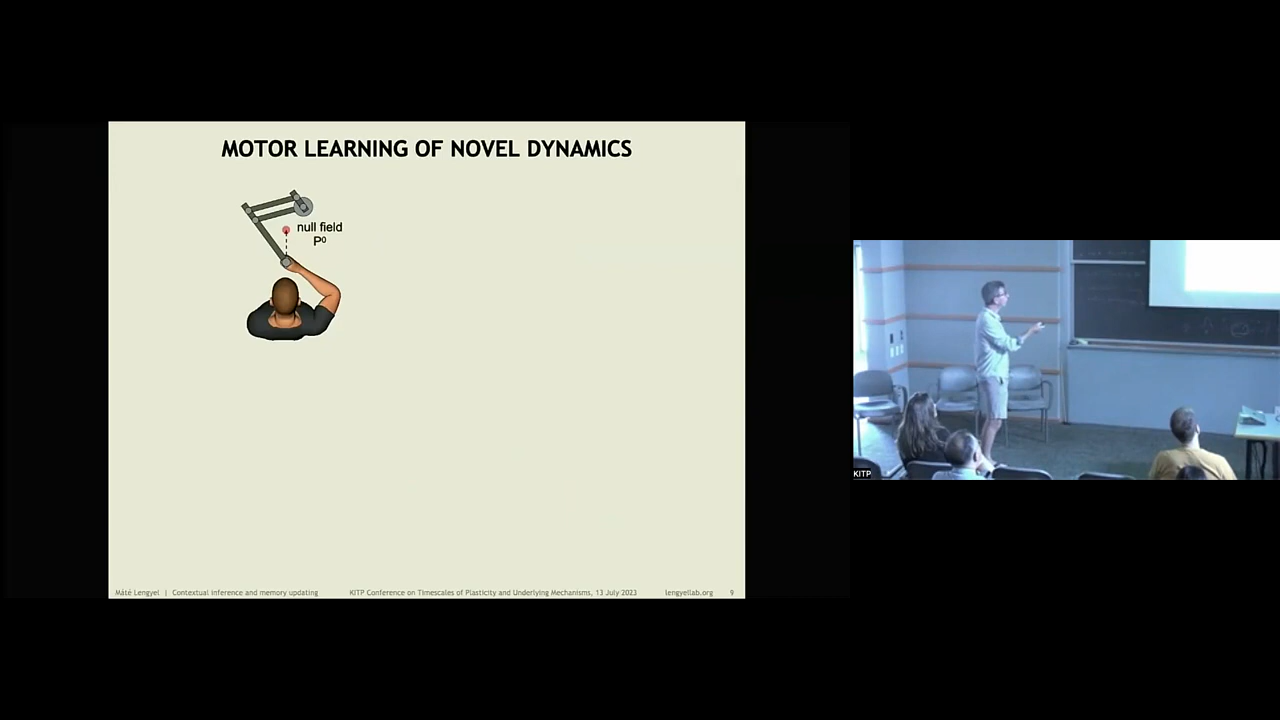 MOTOR LEARNING OF NOVEL DYNAMICS
null field
P⁰
Máté Lengyel | Contextual inference and memory updating KITP Conference on Timescales of Plasticity and Underlying Mechanisms, 13 July 2023 lengyellab.org 9
KITP